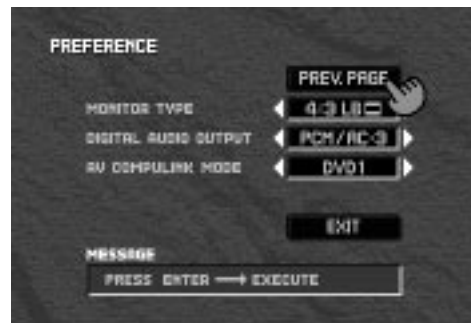 PREFERENCE
PREV. PAGE
MONITOR TYPE 4:3 LB
DIGITAL AUDIO OUTPUT PCM/AC-3
AV COMPULINK MODE DVD1
EXIT
MESSAGE
PRESS ENTER → EXECUTE